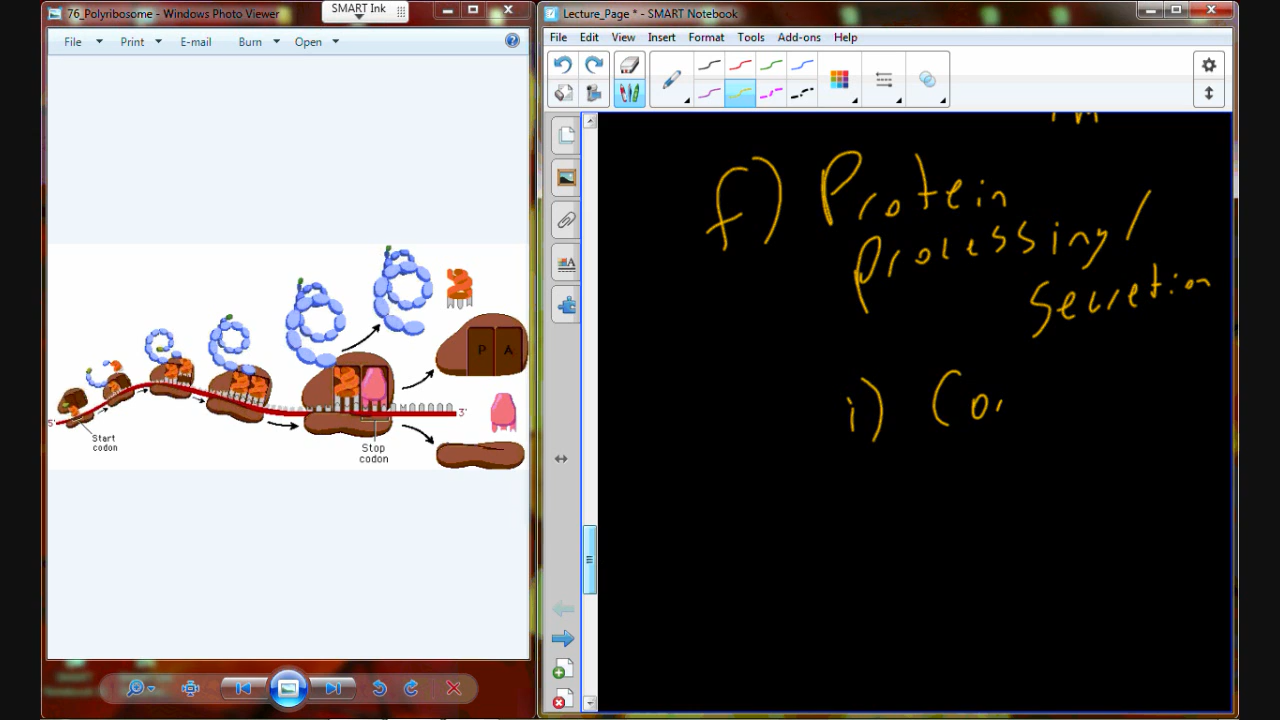 76_Polyribosome - Windows Photo Viewer
SMART Ink
File Print E-mail Burn Open
5'
Start
codon
P A
3'
Stop
codon
Lecture_Page * - SMART Notebook
File Edit View Insert Format Tools Add-ons Help
f) Protein
Processing/
Secretion
i) Co